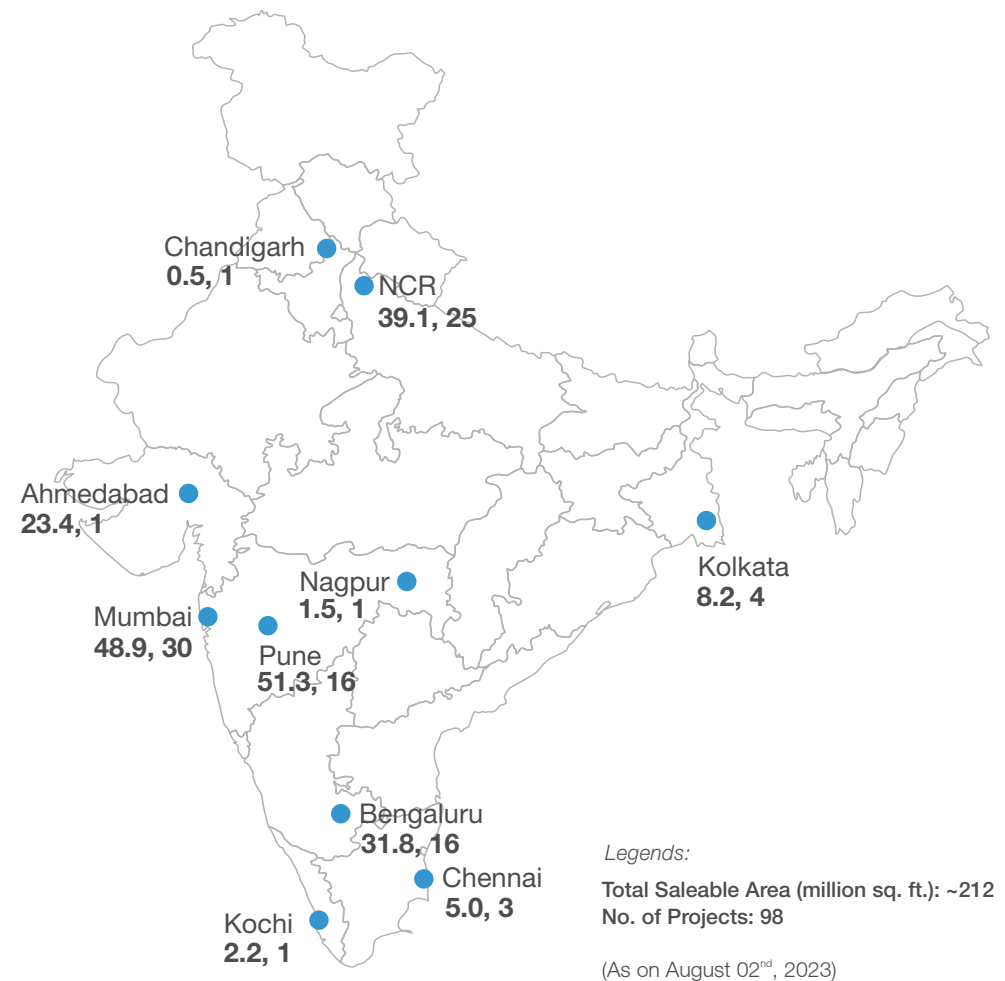 Chandigarh
0.5, 1
NCR
39.1, 25
Ahmedabad
23.4, 1
Kolkata
8.2, 4
Nagpur
1.5, 1
Mumbai
48.9, 30
Pune
51.3, 16
Bengaluru
31.8, 16
Chennai
5.0, 3
Kochi
2.2, 1
Legends:
Total Saleable Area (million sq. ft.): ~212
No. of Projects: 98
(As on August 02nd, 2023)